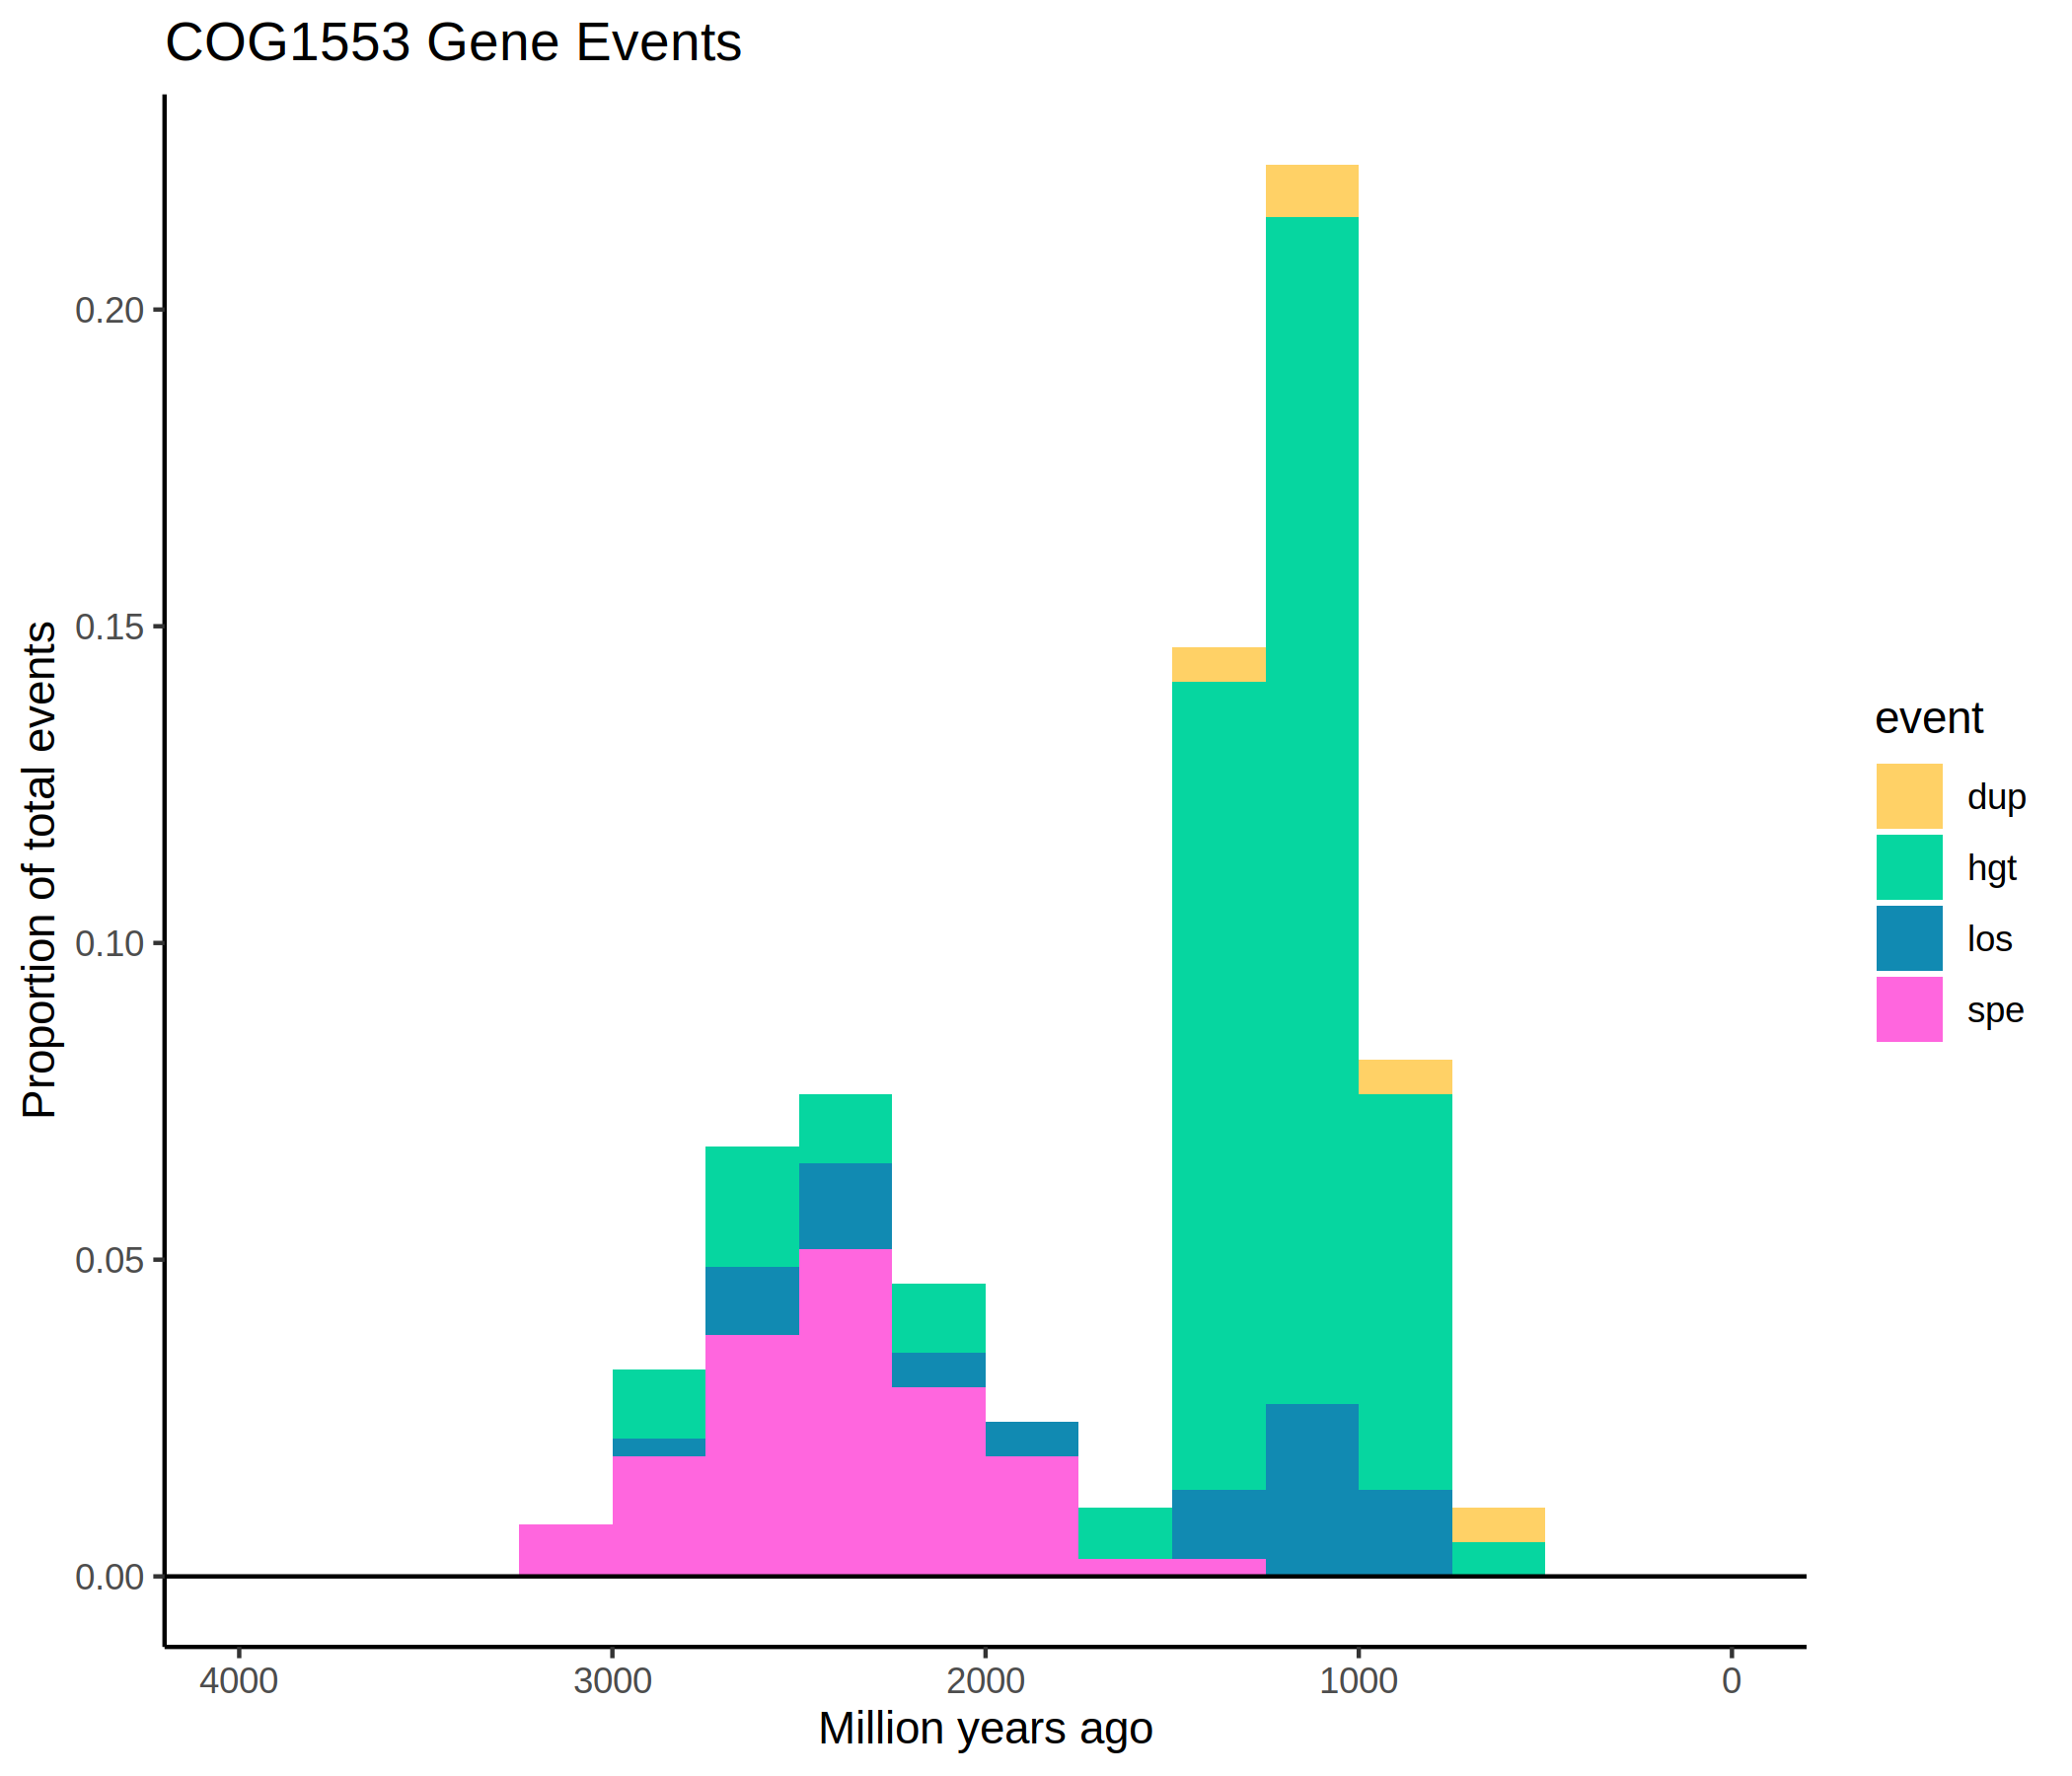 COG1553 Gene Events
Proportion of total events
0.20
0.15
0.10
0.05
0.00
4000
3000
2000
1000
0
Million years ago
event
dup
hgt
los
spe